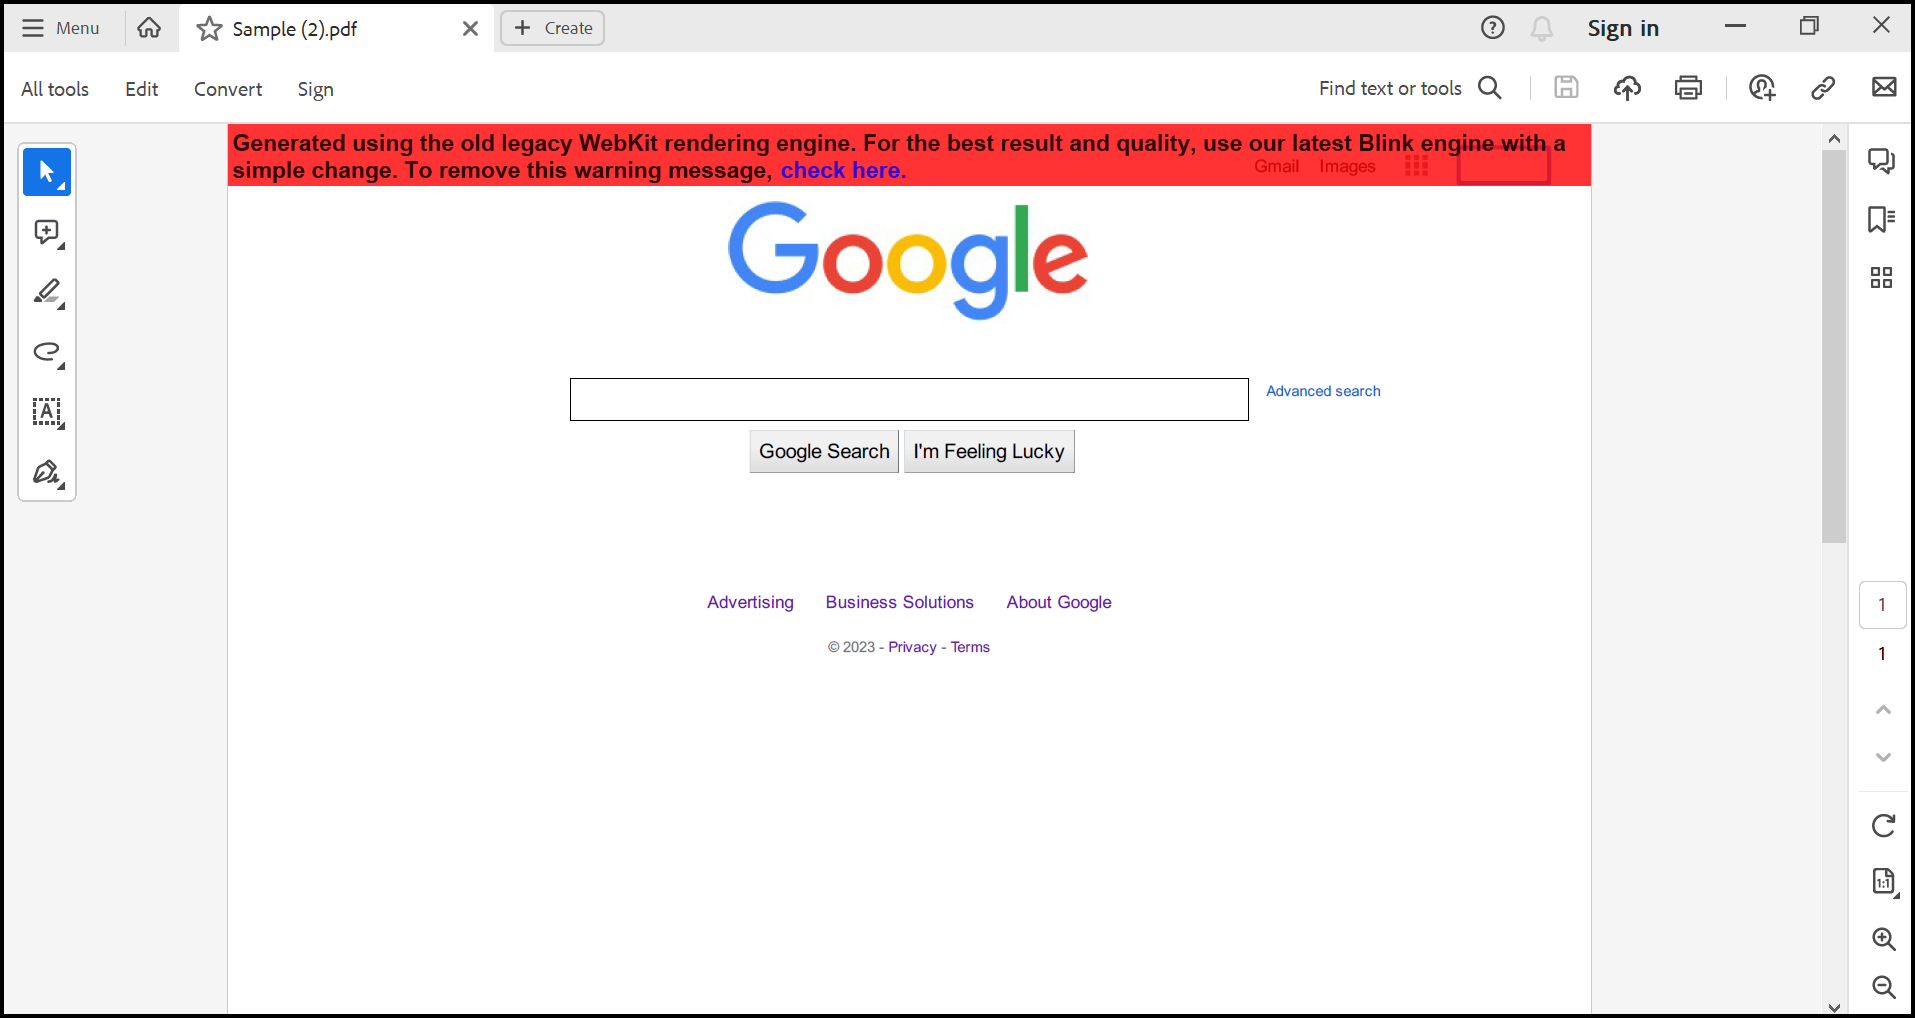 Menu
Sample (2).pdf
Create
Sign in
All tools
Edit
Convert
Sign
Find text or tools
Generated using the old legacy WebKit rendering engine. For the best result and quality, use our latest Blink engine with a
simple change. To remove this warning message, check here.
Gmail Images
Google
Advanced search
Google Search
I'm Feeling Lucky
Advertising Business Solutions About Google
© 2023 - Privacy - Terms
A
1
1
1:1